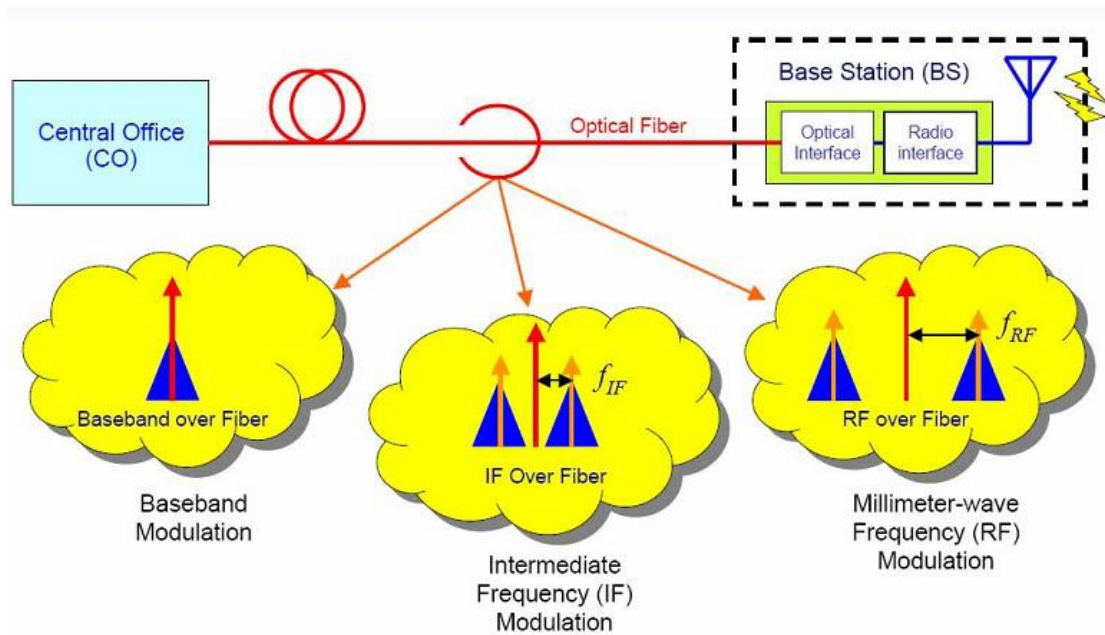 Central Office
(CO)
Optical Fiber
Base Station (BS)
Optical
Interface
Radio
interface
Baseband over Fiber
Baseband
Modulation
f_IF
IF Over Fiber
Intermediate
Frequency (IF)
Modulation
f_RF
RF over Fiber
Millimeter-wave
Frequency (RF)
Modulation